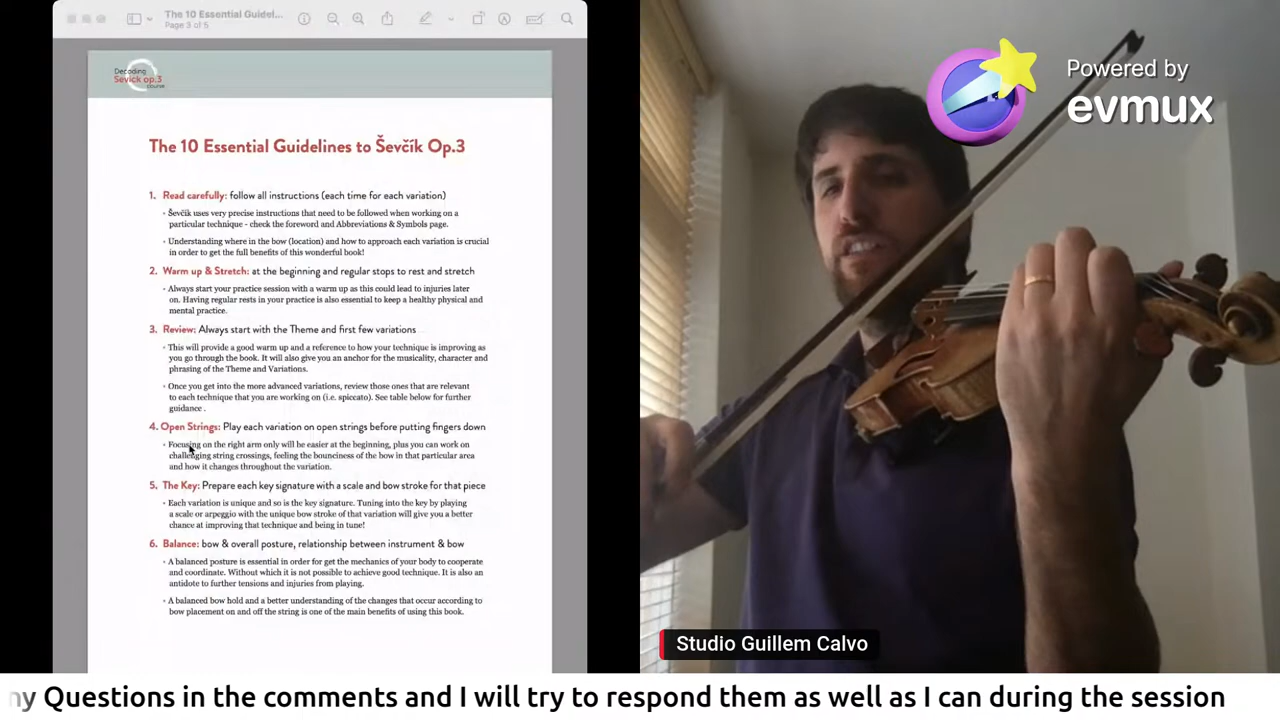 The 10 Essential Guidel...
Page 3 of 5
Decoding
Ševčík op.3
course
The 10 Essential Guidelines to Ševčík Op.3
1. Read carefully: follow all instructions (each time for each variation)
• Ševčík uses very precise instructions that need to be followed when working on a
particular technique - check the foreword and Abbreviations & Symbols page.
• Understanding where in the bow (location) and how to approach each variation is crucial
in order to get the full benefits of this wonderful book!
2. Warm up & Stretch: at the beginning and regular stops to rest and stretch
• Always start your practice session with a warm up as this could lead to injuries later
on. Having regular rests in your practice is also essential to keep a healthy physical and
mental practice.
3. Review: Always start with the Theme and first few variations
• This will provide a good warm up and a reference to how your technique is improving as
you go through the book. It will also give you an anchor for the musicality, character and
phrasing of the Theme and Variations.
• Once you get into the more advanced variations, review those ones that are relevant
to each technique that you are working on (i.e. spiccato). See table below for further
guidance .
4. Open Strings: Play each variation on open strings before putting fingers down
• Focusing on the right arm only will be easier at the beginning, plus you can work on
challenging string crossings, feeling the bounciness of the bow in that particular area
and how it changes throughout the variation.
5. The Key: Prepare each key signature with a scale and bow stroke for that piece
• Each variation is unique and so is the key signature. Tuning into the key by playing
a scale or arpeggio with the unique bow stroke of that variation will give you a better
chance at improving that technique and being in tune!
6. Balance: bow & overall posture, relationship between instrument & bow
• A balanced posture is essential in order for get the mechanics of your body to cooperate
and coordinate. Without which it is not possible to achieve good technique. It is also an
antidote to further tensions and injuries from playing.
• A balanced bow hold and a better understanding of the changes that occur according to
bow placement on and off the string is one of the main benefits of using this book.
Powered by
evmux
Studio Guillem Calvo
ny Questions in the comments and I will try to respond them as well as I can during the session